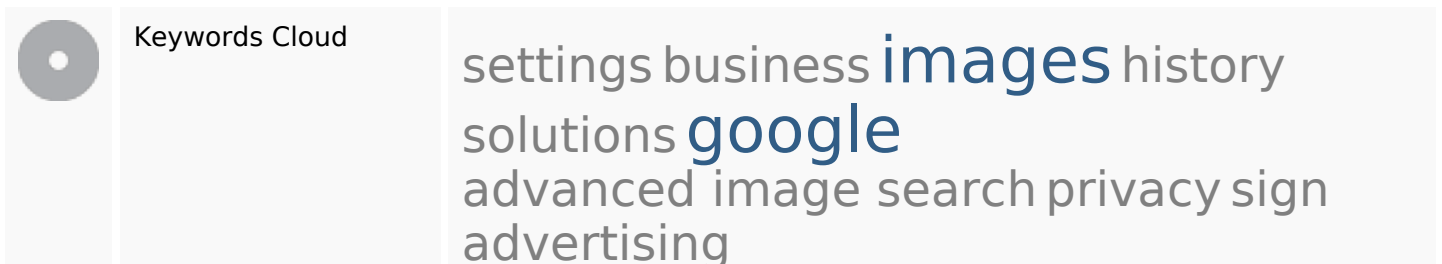 Keywords Cloud
settings business images history
solutions google
advanced image search privacy sign
advertising